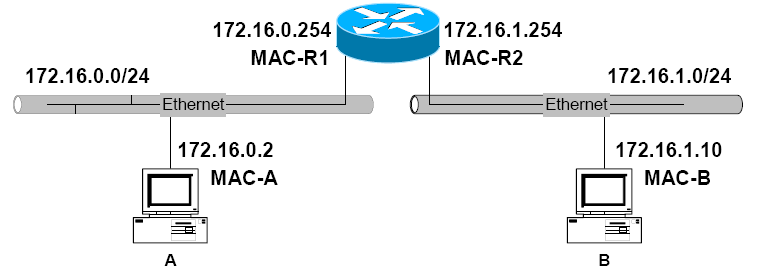 172.16.0.254
MAC-R1
172.16.1.254
MAC-R2
172.16.0.0/24
172.16.1.0/24
Ethernet
Ethernet
172.16.0.2
MAC-A
172.16.1.10
MAC-B
A
B